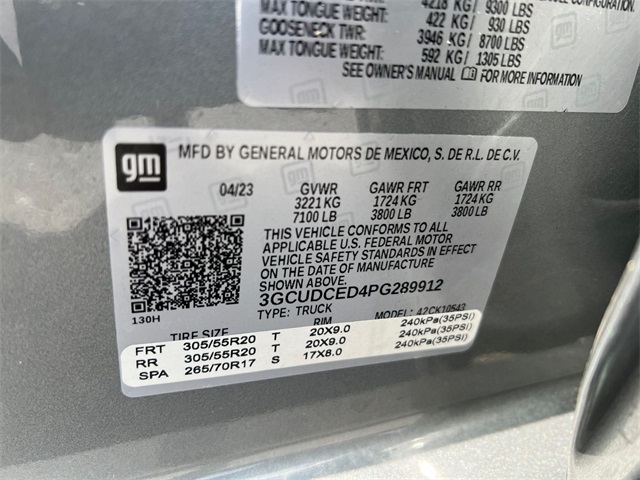 4218 KG / 9300 LBS
MAX TONGUE WEIGHT: 422 KG / 930 LBS
GOOSENECK TWR: 3946 KG / 8700 LBS
MAX TONGUE WEIGHT: 592 KG / 1305 LBS
SEE OWNER'S MANUAL FOR MORE INFORMATION
gm
MFD BY GENERAL MOTORS DE MEXICO, S. DE R.L. DE C.V.
04/23 GVWR GAWR FRT GAWR RR
3221 KG 1724 KG 1724 KG
7100 LB 3800 LB 3800 LB
THIS VEHICLE CONFORMS TO ALL
APPLICABLE U.S. FEDERAL MOTOR
VEHICLE SAFETY STANDARDS IN EFFECT
ON THE DATE OF MANUFACTURE
SHOWN ABOVE.
3GCUDCED4PG289912
130H TYPE: TRUCK MODEL: 42CK10543
TIRE SIZE RIM
FRT 305/55R20 T 20X9.0 240kPa(35PSI)
RR 305/55R20 T 20X9.0 240kPa(35PSI)
SPA 265/70R17 S 17X8.0 240kPa(35PSI)